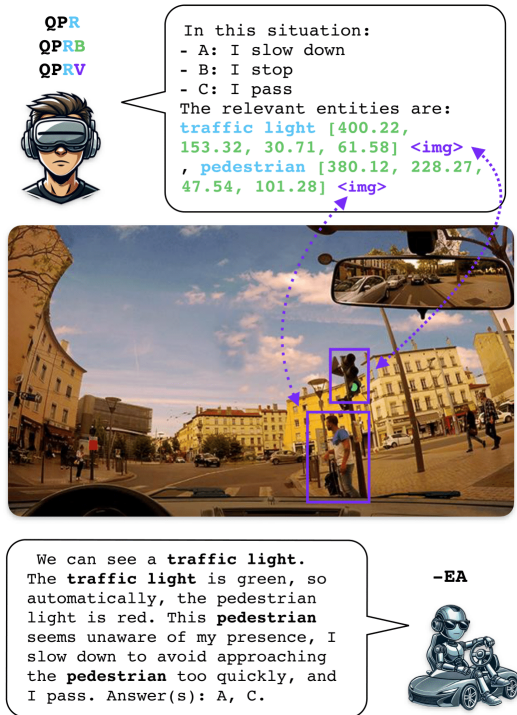 QPR
QPRB
QPRV
In this situation:
- A: I slow down
- B: I stop
- C: I pass
The relevant entities are:
traffic light [400.22,
153.32, 30.71, 61.58] <img>
, pedestrian [380.12, 228.27,
47.54, 101.28] <img>
We can see a traffic light.
The traffic light is green, so
automatically, the pedestrian
light is red. This pedestrian
seems unaware of my presence, I
slow down to avoid approaching
the pedestrian too quickly, and
I pass. Answer(s): A, C.
-EA